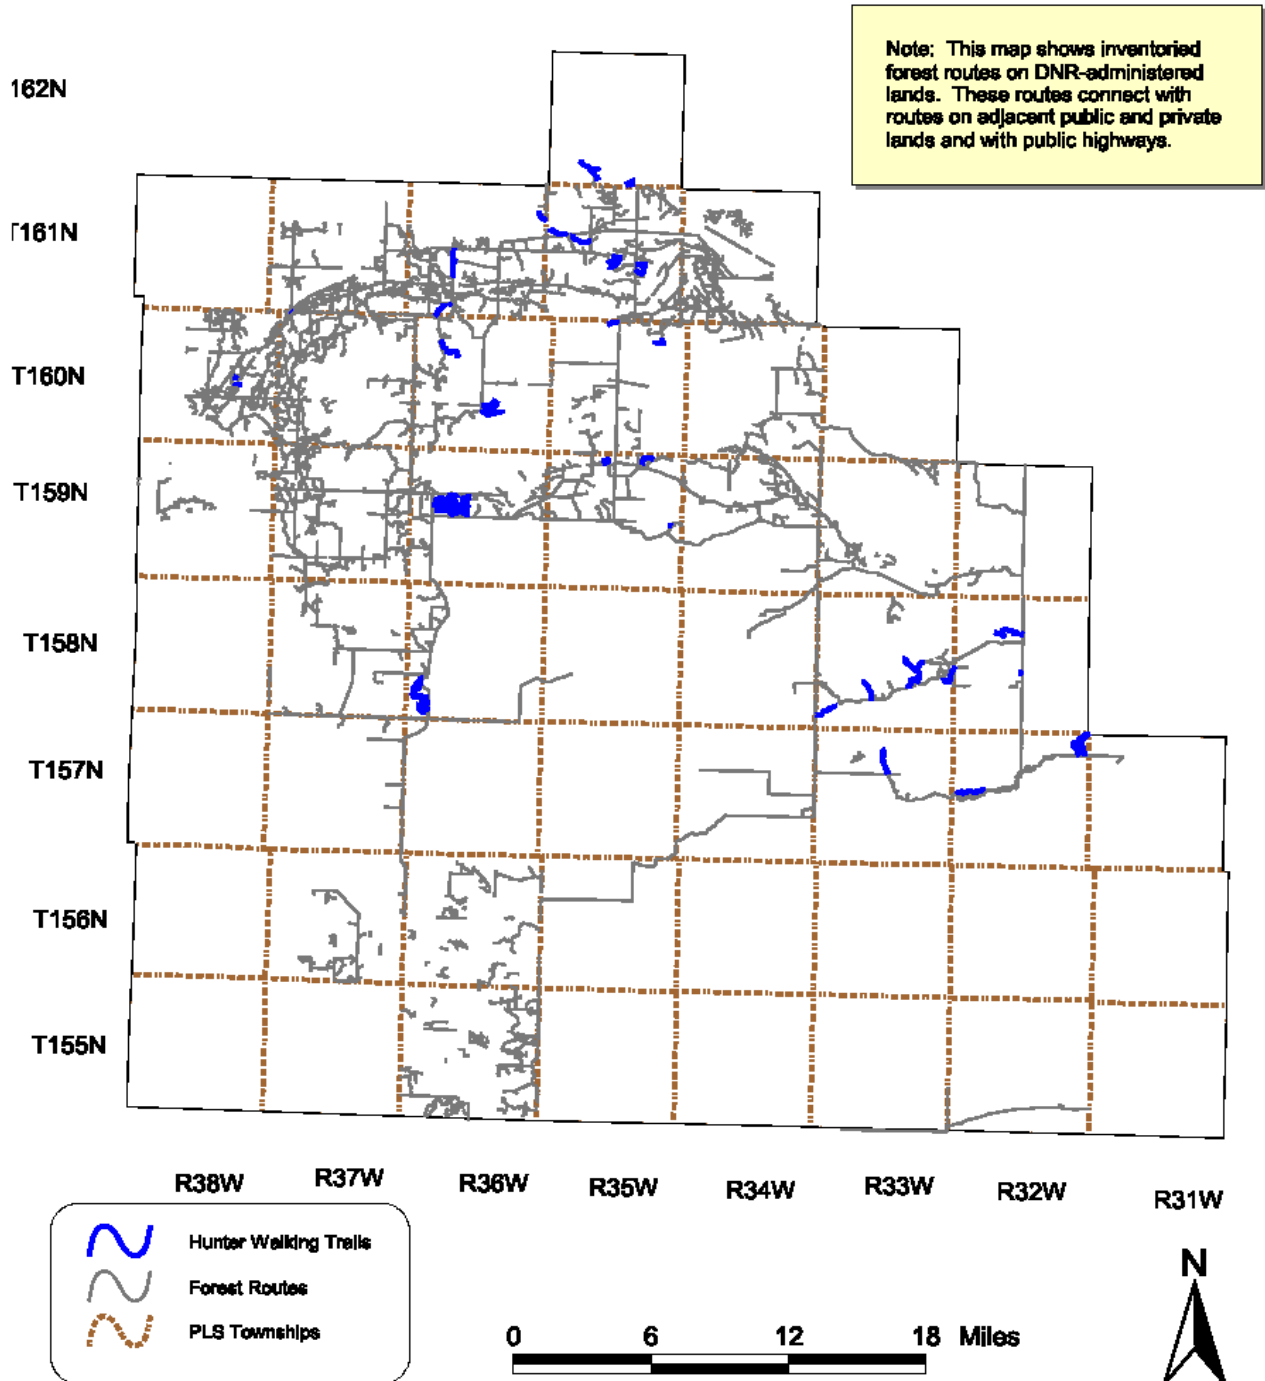 Note: This map shows inventoried
forest routes on DNR-administered
lands. These routes connect with
routes on adjacent public and private
lands and with public highways.
162N
T161N
T160N
T159N
T158N
T157N
T156N
T155N
R38W R37W R36W R35W R34W R33W R32W R31W
Hunter Walking Trails
Forest Routes
PLS Townships
0 6 12 18 Miles
N